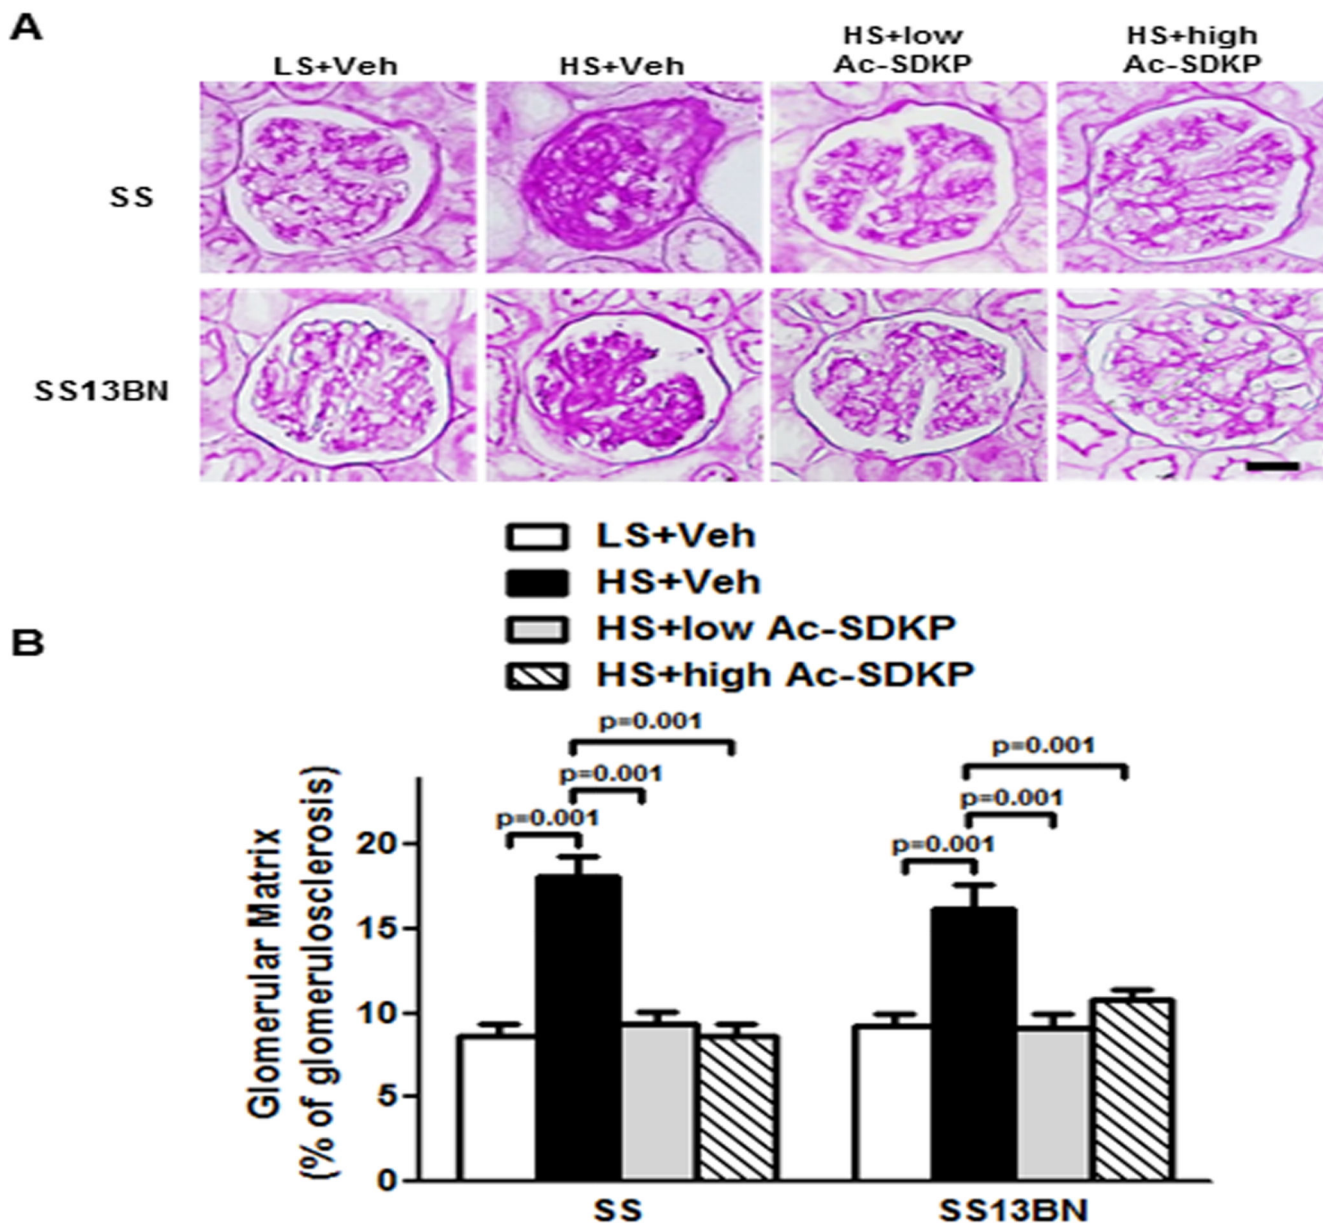 A
LS+Veh
HS+Veh
HS+low
Ac-SDKP
HS+high
Ac-SDKP
SS
SS13BN
LS+Veh
HS+Veh
HS+low Ac-SDKP
HS+high Ac-SDKP
B
p=0.001
p=0.001
p=0.001
p=0.001
p=0.001
p=0.001
Glomerular Matrix
(% of glomerulosclerosis)
20
15
10
5
0
SS
SS13BN